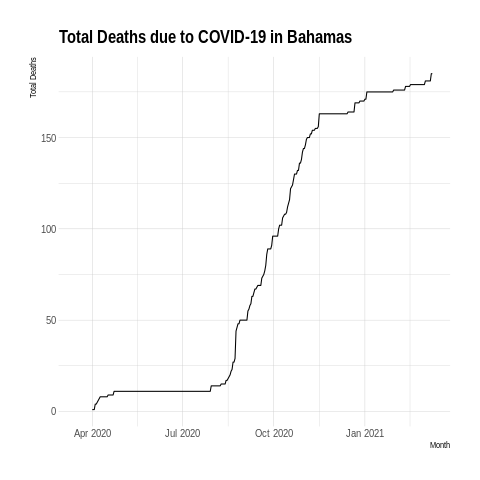 Total Deaths due to COVID-19 in Bahamas
Total Deaths
150
100
50
0
Apr 2020 Jul 2020 Oct 2020 Jan 2021
Month